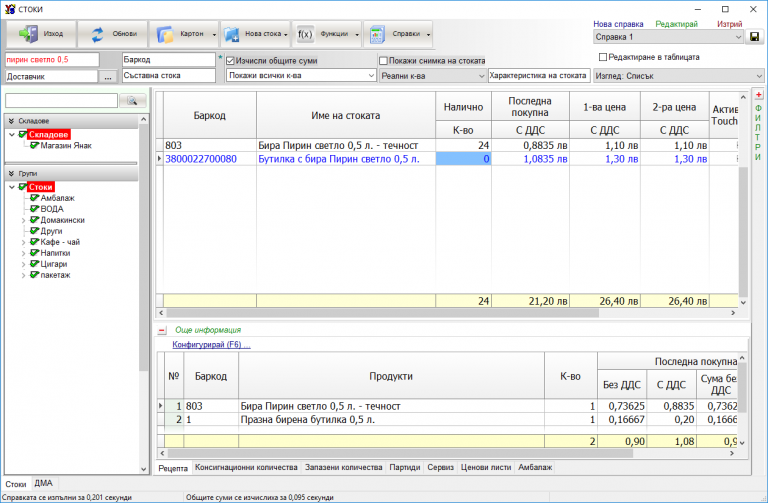 СТОКИ
Изход
Обнови
Картон
Нова стока
f(x)
Функции
Справки
Нова справка Редактирай Изтрий
Справка 1
пирин светло 0,5
Баркод
*
Изчисли общите суми
Покажи снимка на стоката
Редактиране в таблицата
Доставчик
...
Съставна стока
Покажи всички к-ва
Реални к-ва
Характеристика на стоката
Изглед: Списък
Складове
Складове
Магазин Янак
Групи
Стоки
Амбалаж
ВОДА
Домакински
Други
Кафе - чай
Напитки
Цигари
пакетаж
Баркод Име на стоката Налично Последна покупна 1-ва цена 2-ра цена Актив Touch
К-во С ДДС С ДДС С ДДС
803 Бира Пирин светло 0,5 л. - течност 24 0,8835 лв 1,10 лв 1,10 лв
3800022700080 Бутилка с бира Пирин светло 0,5 л. 0 1,0835 лв 1,30 лв 1,30 лв
24 21,20 лв 26,40 лв 26,40 лв
ФИЛТРИ
Още информация
Конфигурирай (F6) ...
№ Баркод Продукти К-во Последна покупна
Без ДДС С ДДС Сума без ДДС
1 803 Бира Пирин светло 0,5 л. - течност 1 0,73625 0,8835 0,7362
2 1 Празна бирена бутилка 0,5 л. 1 0,16667 0,20 0,1666
2 0,90 1,08 0,9
Рецепта Консигнационни количества Запазени количества Партиди Сервиз Ценови листи Амбалаж
Стоки ДМА
Справката се изпълни за 0,201 секунди
Общите суми се изчислиха за 0,095 секунди